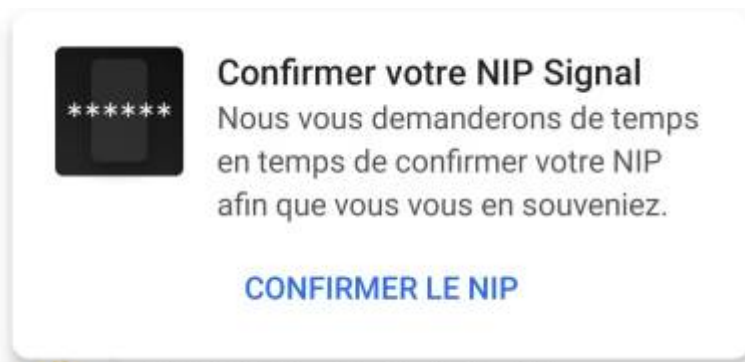 ******
Confirmer votre NIP Signal
Nous vous demanderons de temps
en temps de confirmer votre NIP
afin que vous vous en souveniez.
CONFIRMER LE NIP